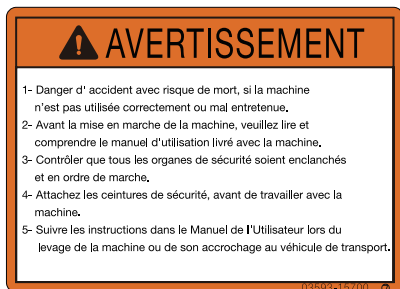 AVERTISSEMENT
1- Danger d' accident avec risque de mort, si la machine
n'est pas utilisée correctement ou mal entretenue.
2- Avant la mise en marche de la machine, veuillez lire et
comprendre le manuel d'utilisation livré avec la machine.
3- Contrôler que tous les organes de sécurité soient enclanchés
et en ordre de marche.
4- Attachez les ceintures de sécurité, avant de travailler avec la
machine.
5- Suivre les instructions dans le Manuel de l'Utilisateur lors du
levage de la machine ou de son accrochage au véhicule de transport.
03593-15700